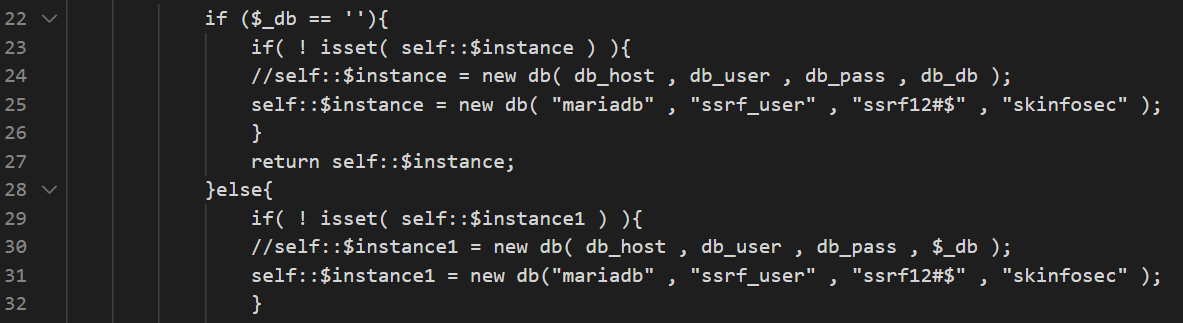 22 if ($_db == ''){
23 if( ! isset( self::$instance ) ){
24 //self::$instance = new db( db_host , db_user , db_pass , db_db );
25 self::$instance = new db( "mariadb" , "ssrf_user" , "ssrf12#$" , "skinfosec" );
26 }
27 return self::$instance;
28 }else{
29 if( ! isset( self::$instance1 ) ){
30 //self::$instance1 = new db( db_host , db_user , db_pass , $_db );
31 self::$instance1 = new db("mariadb" , "ssrf_user" , "ssrf12#$" , "skinfosec" );
32 }